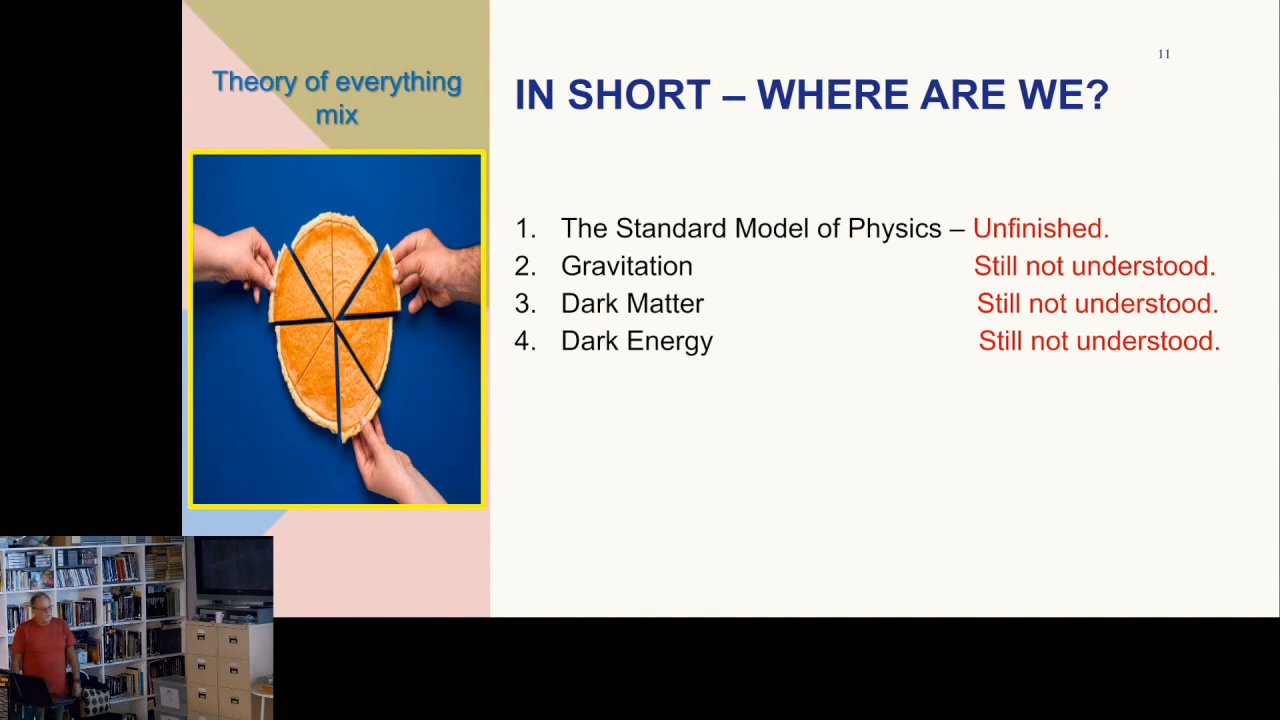 11
Theory of everything
mix
IN SHORT – WHERE ARE WE?
1. The Standard Model of Physics – Unfinished.
2. Gravitation Still not understood.
3. Dark Matter Still not understood.
4. Dark Energy Still not understood.